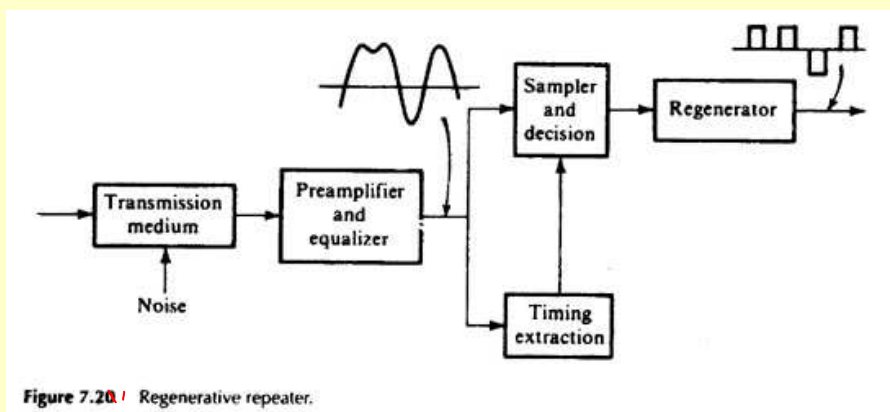 Sampler
and
decision
Regenerator
Transmission
medium
Preamplifier
and
equalizer
Noise
Timing
extraction
Figure 7.20 Regenerative repeater.